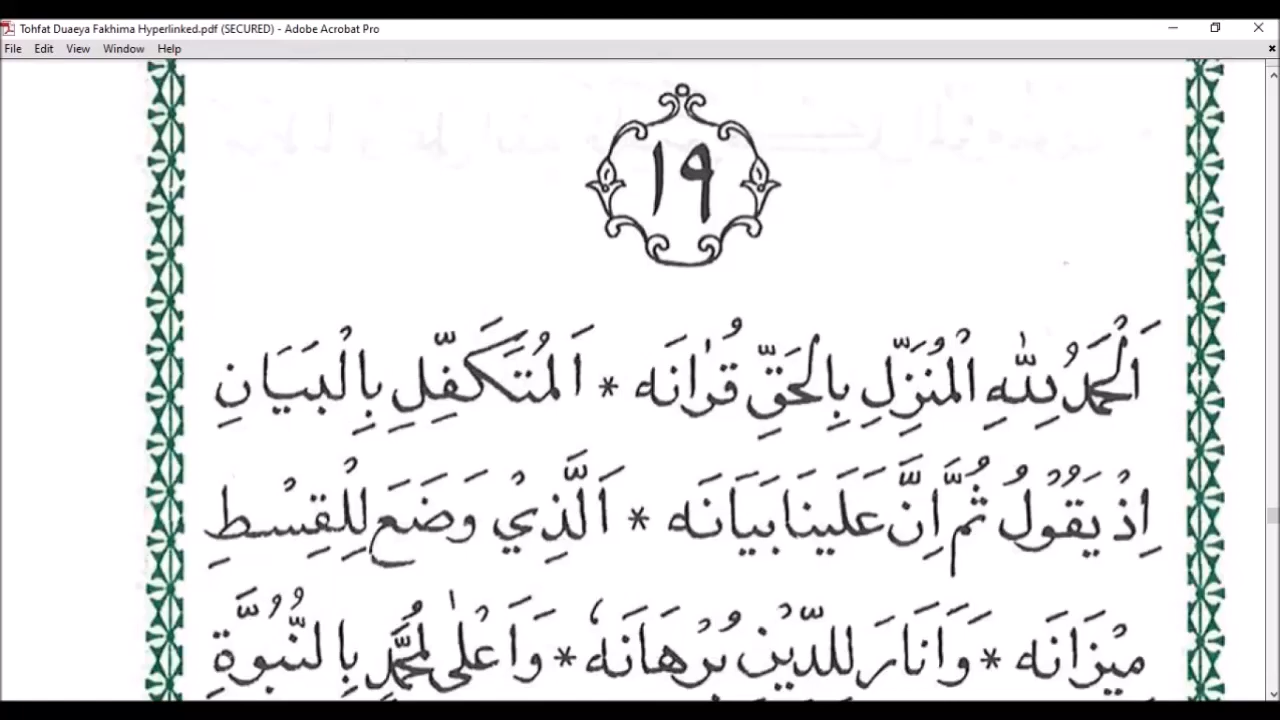 Tohfat Duaeya Fakhima Hyperlinked.pdf (SECURED) - Adobe Acrobat Pro
File Edit View Window Help
١٩
اَلْحَمْدُ لِلّٰهِ الْمُنَزِّلِ بِالْحَقِّ قُرْاٰنَه * اَلْمُتَكَفِّلِ بِالْبَيَانِ
اِذْ يَقُوْلُ ثُمَّ اِنَّ عَلَيْنَا بَيَانَه * اَلَّذِيْ وَضَعَ لِلْقِسْطِ
مِيْزَانَه * وَاَنَارَ لِلدِّيْنِ بُرْهَانَهٗ * وَاَعْلٰى لِمُحَمَّدٍ بِالنُّبُوَّةِ